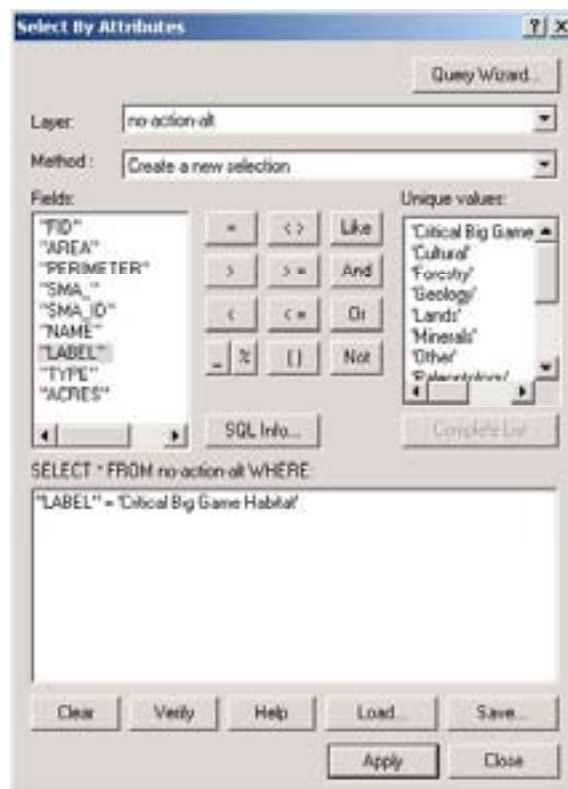 Select By Attributes
Query Wizard...
Layer: no-action-alt
Method : Create a new selection
Fields:
"FID"
"AREA"
"PERIMETER"
"SMA_"
"SMA_ID"
"NAME"
"LABEL"
"TYPE"
"ACRES"
= <> Like
> >= And
< <= Or
_ % () Not
SQL Info...
Unique values:
'Critical Big Game
'Cultural'
'Forestry'
'Geology'
'Lands'
'Minerals'
'Other'
'Paleontology'
Complete List
SELECT * FROM no-action-alt WHERE:
"LABEL" = 'Critical Big Game Habitat'
Clear Verify Help Load... Save...
Apply Close